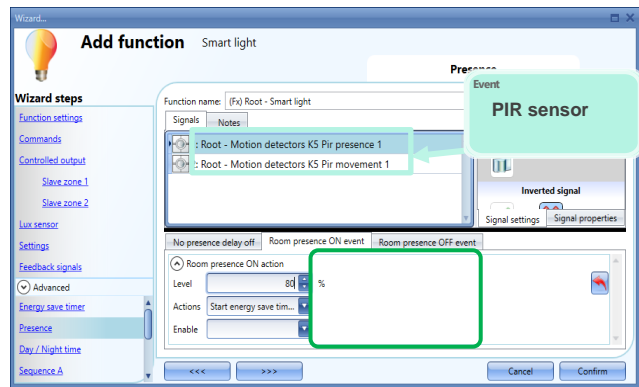 Wizard...
Add function Smart light
Presence
Event
PIR sensor
Wizard steps
Function settings
Commands
Controlled output
Slave zone 1
Slave zone 2
Lux sensor
Settings
Feedback signals
Advanced
Energy save timer
Presence
Day / Night time
Sequence A
Function name: (Fx) Root - Smart light
Signals Notes
: Root - Motion detectors K5 Pir presence 1
: Root - Motion detectors K5 Pir movement 1
Inverted signal
Signal settings Signal properties
No presence delay off Room presence ON event Room presence OFF event
Room presence ON action
Level 80 %
Actions Start energy save tim...
Enable
<<< >>> Cancel Confirm